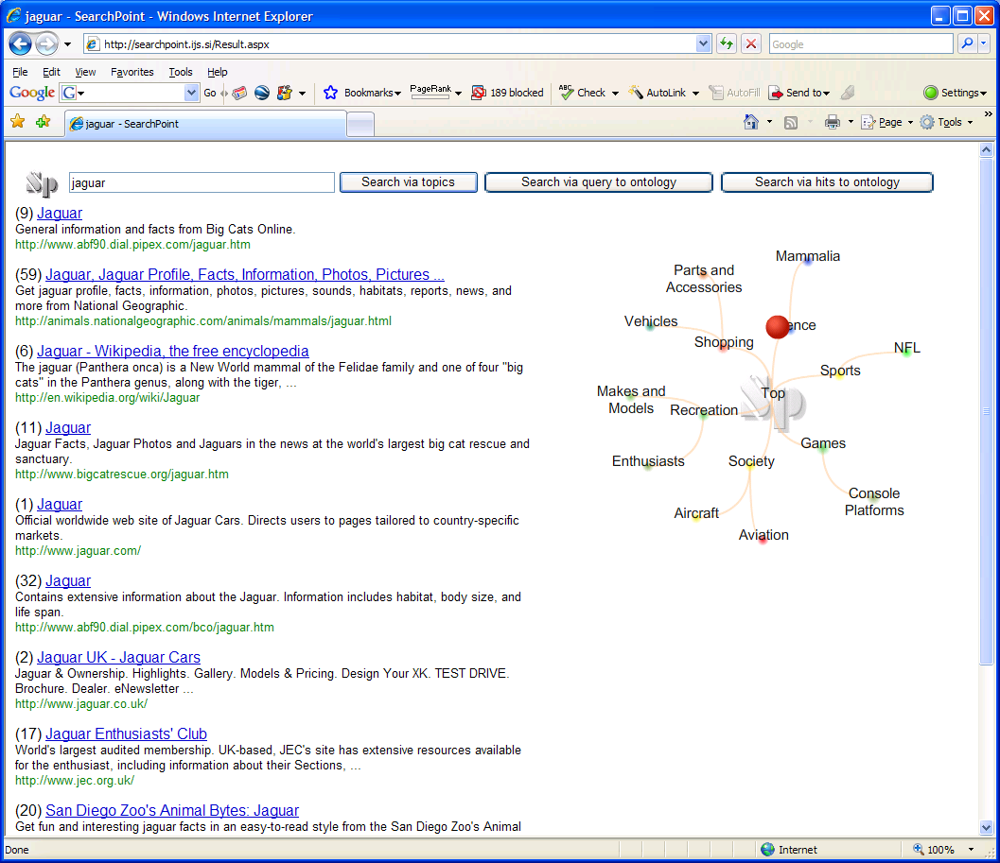 jaguar - SearchPoint - Windows Internet Explorer
http://searchpoint.ijs.si/Result.aspx
Google
File Edit View Favorites Tools Help
Google G Go Bookmarks PageRank 189 blocked ABC Check AutoLink AutoFill Send to Settings
jaguar - SearchPoint
Page Tools »
Sp jaguar Search via topics Search via query to ontology Search via hits to ontology
(9) Jaguar
General information and facts from Big Cats Online.
http://www.abf90.dial.pipex.com/jaguar.htm
(59) Jaguar, Jaguar Profile, Facts, Information, Photos, Pictures ...
Get jaguar profile, facts, information, photos, pictures, sounds, habitats, reports, news, and
more from National Geographic.
http://animals.nationalgeographic.com/animals/mammals/jaguar.html
(6) Jaguar - Wikipedia, the free encyclopedia
The jaguar (Panthera onca) is a New World mammal of the Felidae family and one of four "big
cats" in the Panthera genus, along with the tiger, ...
http://en.wikipedia.org/wiki/Jaguar
(11) Jaguar
Jaguar Facts, Jaguar Photos and Jaguars in the news at the world's largest big cat rescue and
sanctuary.
http://www.bigcatrescue.org/jaguar.htm
(1) Jaguar
Official worldwide web site of Jaguar Cars. Directs users to pages tailored to country-specific
markets.
http://www.jaguar.com/
(32) Jaguar
Contains extensive information about the Jaguar. Information includes habitat, body size, and
life span.
http://www.abf90.dial.pipex.com/bco/jaguar.htm
(2) Jaguar UK - Jaguar Cars
Jaguar & Ownership. Highlights. Gallery. Models & Pricing. Design Your XK. TEST DRIVE.
Brochure. Dealer. eNewsletter ...
http://www.jaguar.co.uk/
(17) Jaguar Enthusiasts' Club
World's largest audited membership. UK-based, JEC's site has extensive resources available
for the enthusiast, including information about their Sections, ...
http://www.jec.org.uk/
(20) San Diego Zoo's Animal Bytes: Jaguar
Get fun and interesting jaguar facts in an easy-to-read style from the San Diego Zoo's Animal
Mammalia
Parts and
Accessories
Vehicles
ence
Shopping
NFL
Sports
Makes and
Models
Top
Sp
Recreation
Games
Enthusiasts
Society
Console
Platforms
Aircraft
Aviation
Done Internet 100%